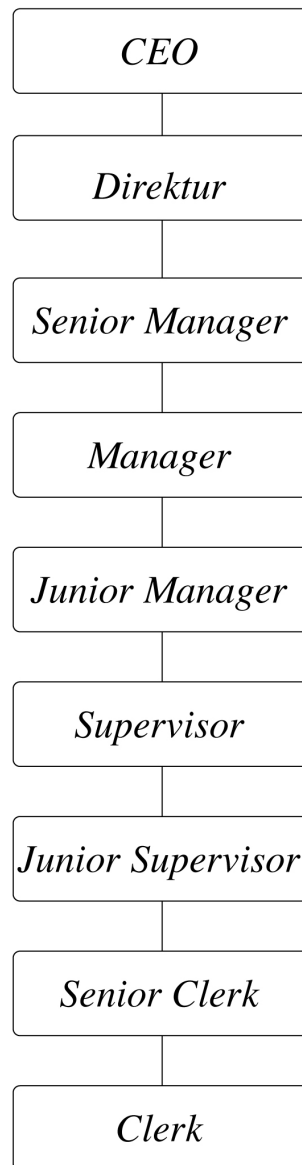 CEO
Direktur
Senior Manager
Manager
Junior Manager
Supervisor
Junior Supervisor
Senior Clerk
Clerk